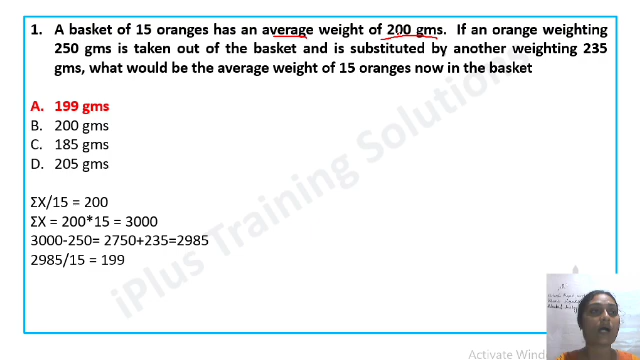 1. A basket of 15 oranges has an average weight of 200 gms. If an orange weighting
250 gms is taken out of the basket and is substituted by another weighting 235
gms, what would be the average weight of 15 oranges now in the basket
A. 199 gms
B. 200 gms
C. 185 gms
D. 205 gms
ΣX/15 = 200
ΣX = 200*15 = 3000
3000-250= 2750+235=2985
2985/15 = 199
iPlus Training Solution
Activate Wind